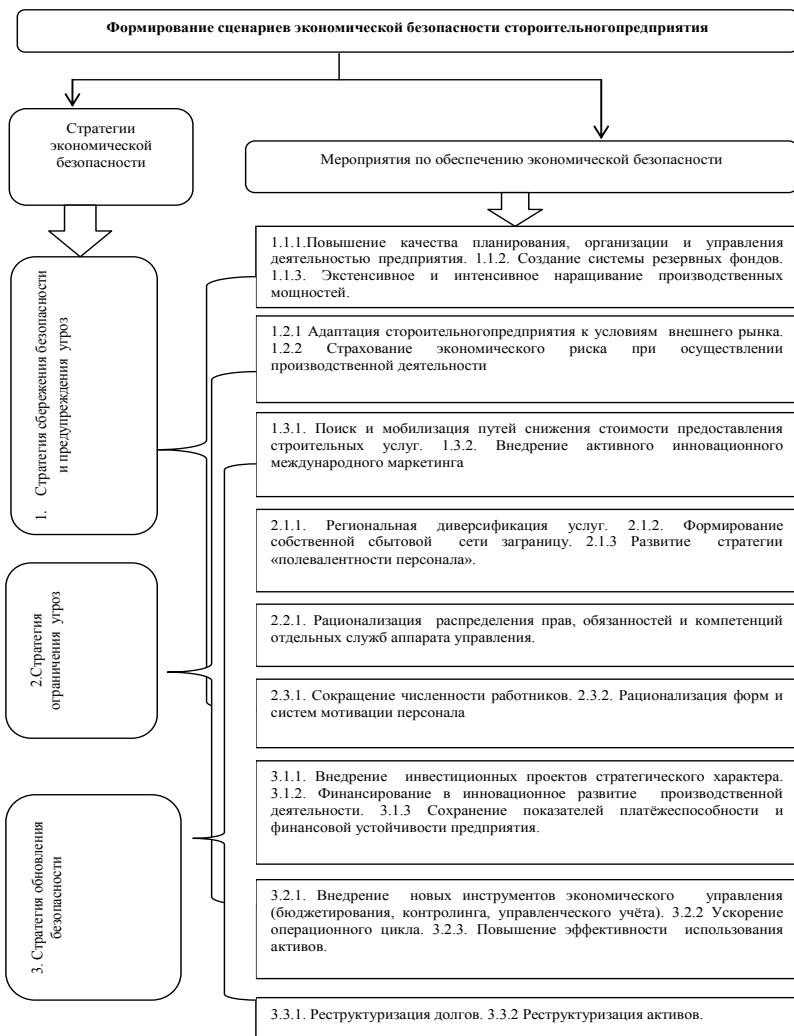 Формирование сценариев экономической безопасности стороительногопредприятия
Стратегии
экономической
безопасности
Мероприятия по обеспечению экономической безопасности
1. Стратегия сбережения безопасности
и предупреждения угроз
2.Стратегия
ограничения угроз
3. Стратегия обновления
безопасности
1.1.1.Повышение качества планирования, организации и управления
деятельностью предприятия. 1.1.2. Создание системы резервных фондов.
1.1.3. Экстенсивное и интенсивное наращивание производственных
мощностей.
1.2.1 Адаптация стороительногопредприятия к условиям внешнего рынка.
1.2.2 Страхование экономического риска при осуществлении
производственной деятельности
1.3.1. Поиск и мобилизация путей снижения стоимости предоставления
строительных услуг. 1.3.2. Внедрение активного инновационного
международного маркетинга
2.1.1. Региональная диверсификация услуг. 2.1.2. Формирование
собственной сбытовой сети заграницу. 2.1.3 Развитие стратегии
«полевалентности персонала».
2.2.1. Рационализация распределения прав, обязанностей и компетенций
отдельных служб аппарата управления.
2.3.1. Сокращение численности работников. 2.3.2. Рационализация форм и
систем мотивации персонала
3.1.1. Внедрение инвестиционных проектов стратегического характера.
3.1.2. Финансирование в инновационное развитие производственной
деятельности. 3.1.3 Сохранение показателей платёжеспособности и
финансовой устойчивости предприятия.
3.2.1. Внедрение новых инструментов экономического управления
(бюджетирования, контролинга, управленческого учёта). 3.2.2 Ускорение
операционного цикла. 3.2.3. Повышение эффективности использования
активов.
3.3.1. Реструктуризация долгов. 3.3.2 Реструктуризация активов.